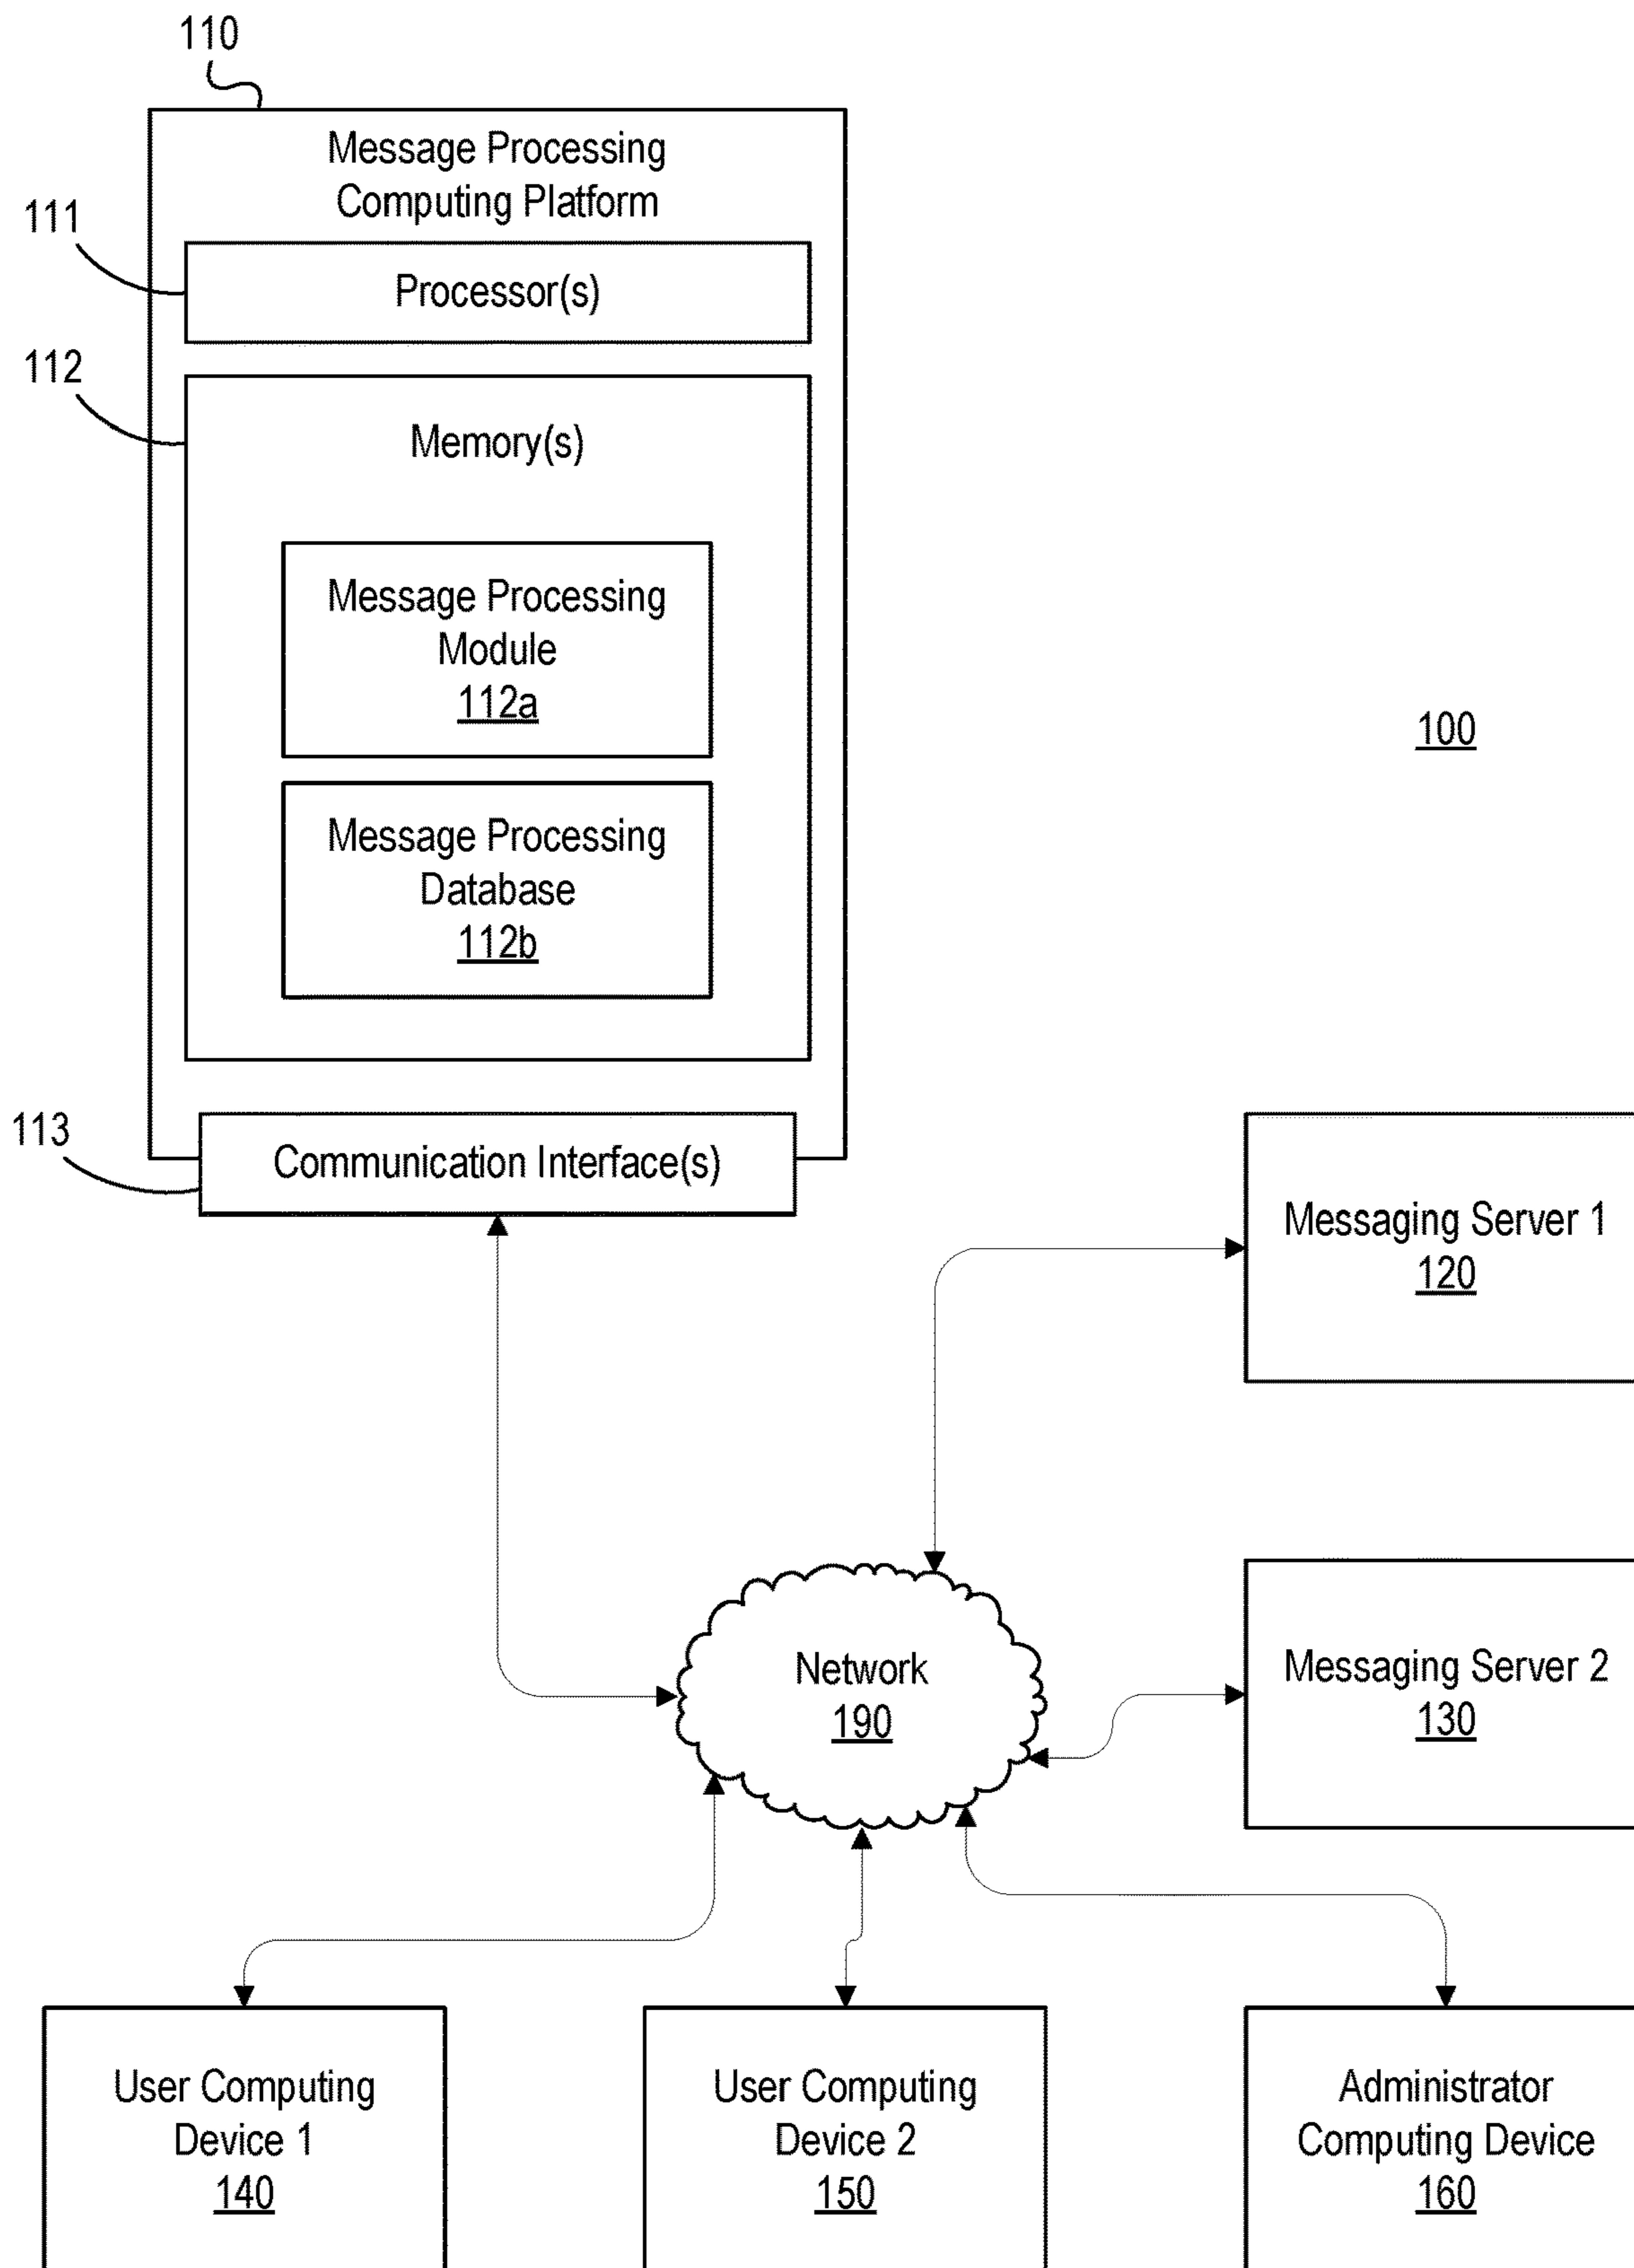 110
Message Processing
Computing Platform
111
Processor(s)
112
Memory(s)
Message Processing
Module
112a
100
Message Processing
Database
112b
113
Communication Interface(s)
Messaging Server 1
120
Network
190
Messaging Server 2
130
User Computing
Device 1
140
User Computing
Device 2
150
Administrator
Computing Device
160